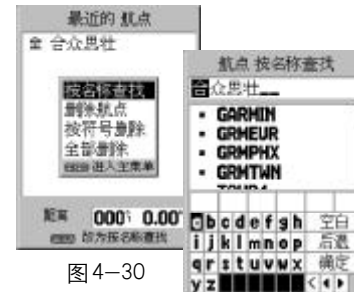 最近的 航点
合众思壮
按名称查找
删除航点
按符号删除
全部删除
进入主菜单
距离 000 0.00
即为按名称查找
图4-30
航点 按名称查找
合众思壮
GARMIN
GRMEUR
GRMPHX
GRMTWN
a b c d e f g h 空白
i j k l m n o p 后退
q r s t u v w x 确定
y z